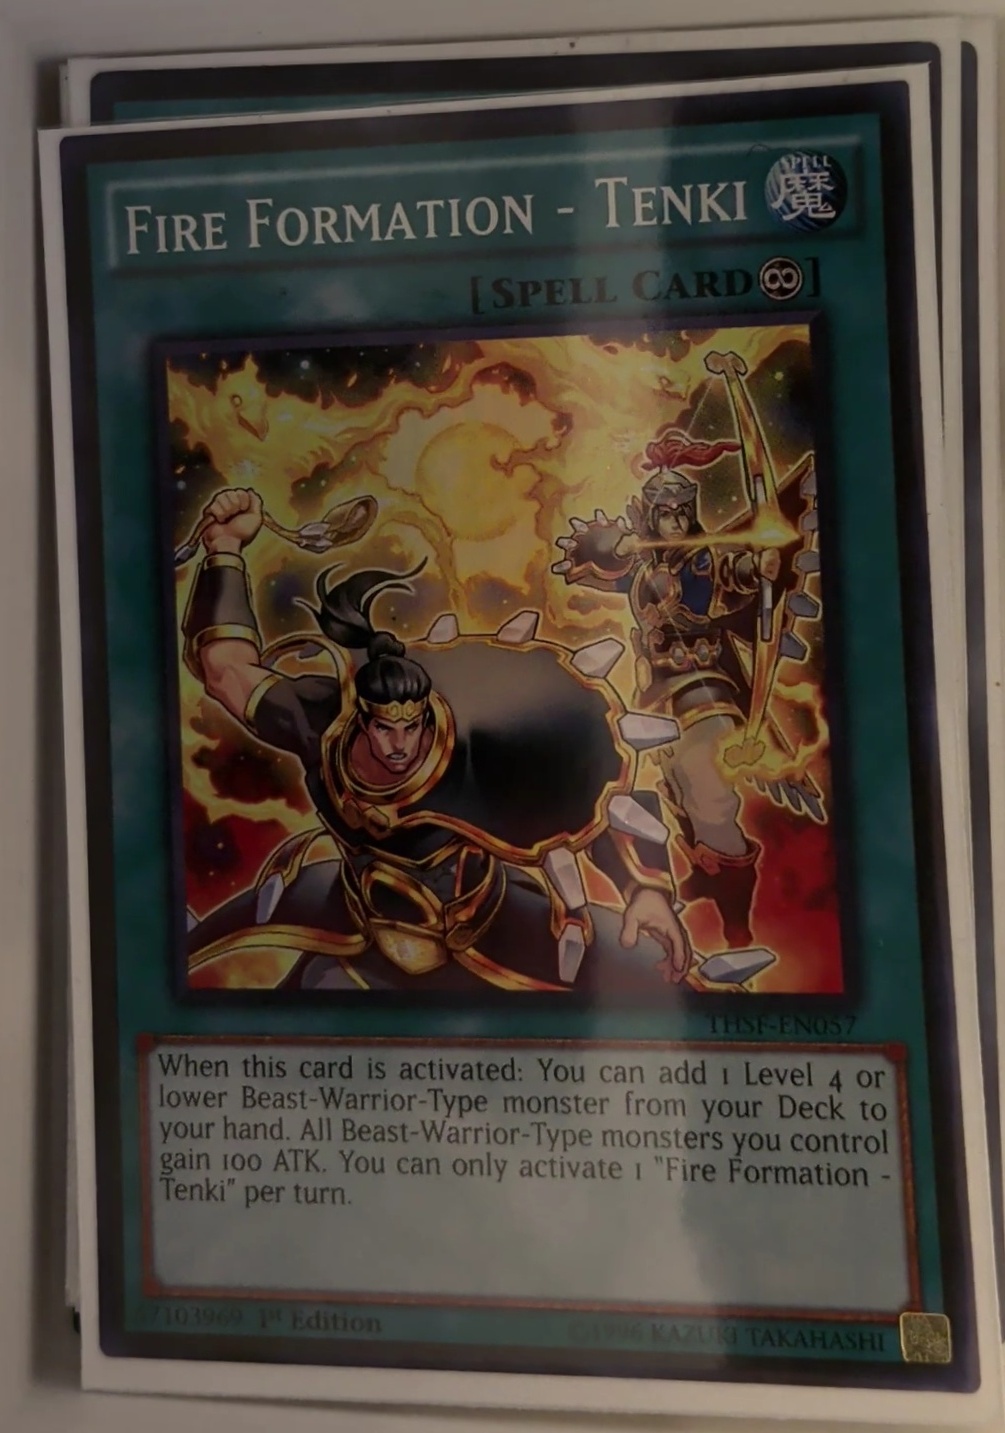 FIRE FORMATION - TENKI
SPELL
魔
[SPELL CARD∞]
THSF-EN057
When this card is activated: You can add 1 Level 4 or
lower Beast-Warrior-Type monster from your Deck to
your hand. All Beast-Warrior-Type monsters you control
gain 100 ATK. You can only activate 1 "Fire Formation -
Tenki" per turn.
57103969 1st Edition
©1996 KAZUKI TAKAHASHI